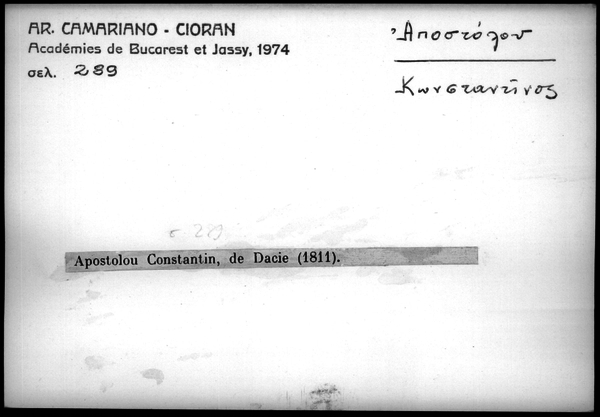 AR. CAMARIANO - CIORAN
Académies de Bucarest et Jassy, 1974
σελ. 289
Ἀποστόλου
Κωνσταντῖνος
Apostolou Constantin, de Dacie (1811).